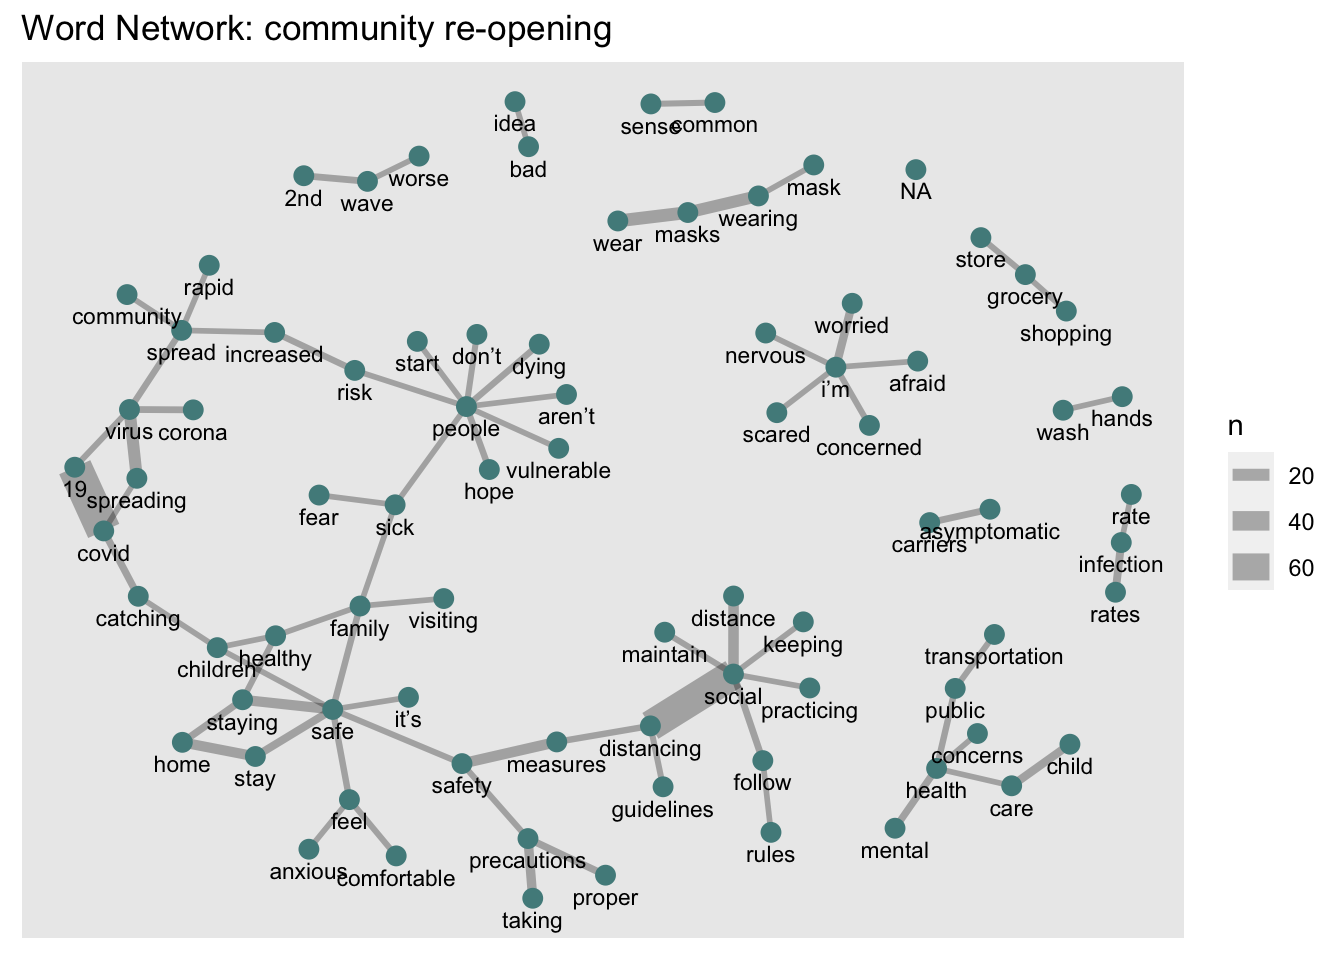 Word Network: community re-opening
idea
sense
common
bad
worse
mask
2nd
wave
NA
wearing
masks
wear
store
rapid
grocery
community
worried
shopping
spread
increased
start
don’t
dying
nervous
risk
i’m
afraid
aren’t
hands
people
virus
corona
scared
wash
concerned
vulnerable
19
hope
spreading
fear
sick
rate
asymptomatic
carriers
covid
infection
catching
family
visiting
distance
rates
children
healthy
maintain
keeping
transportation
staying
it’s
social
practicing
public
safe
home
stay
safety
measures
distancing
concerns
child
follow
health
guidelines
care
feel
rules
mental
precautions
anxious
comfortable
proper
taking
n
20
40
60